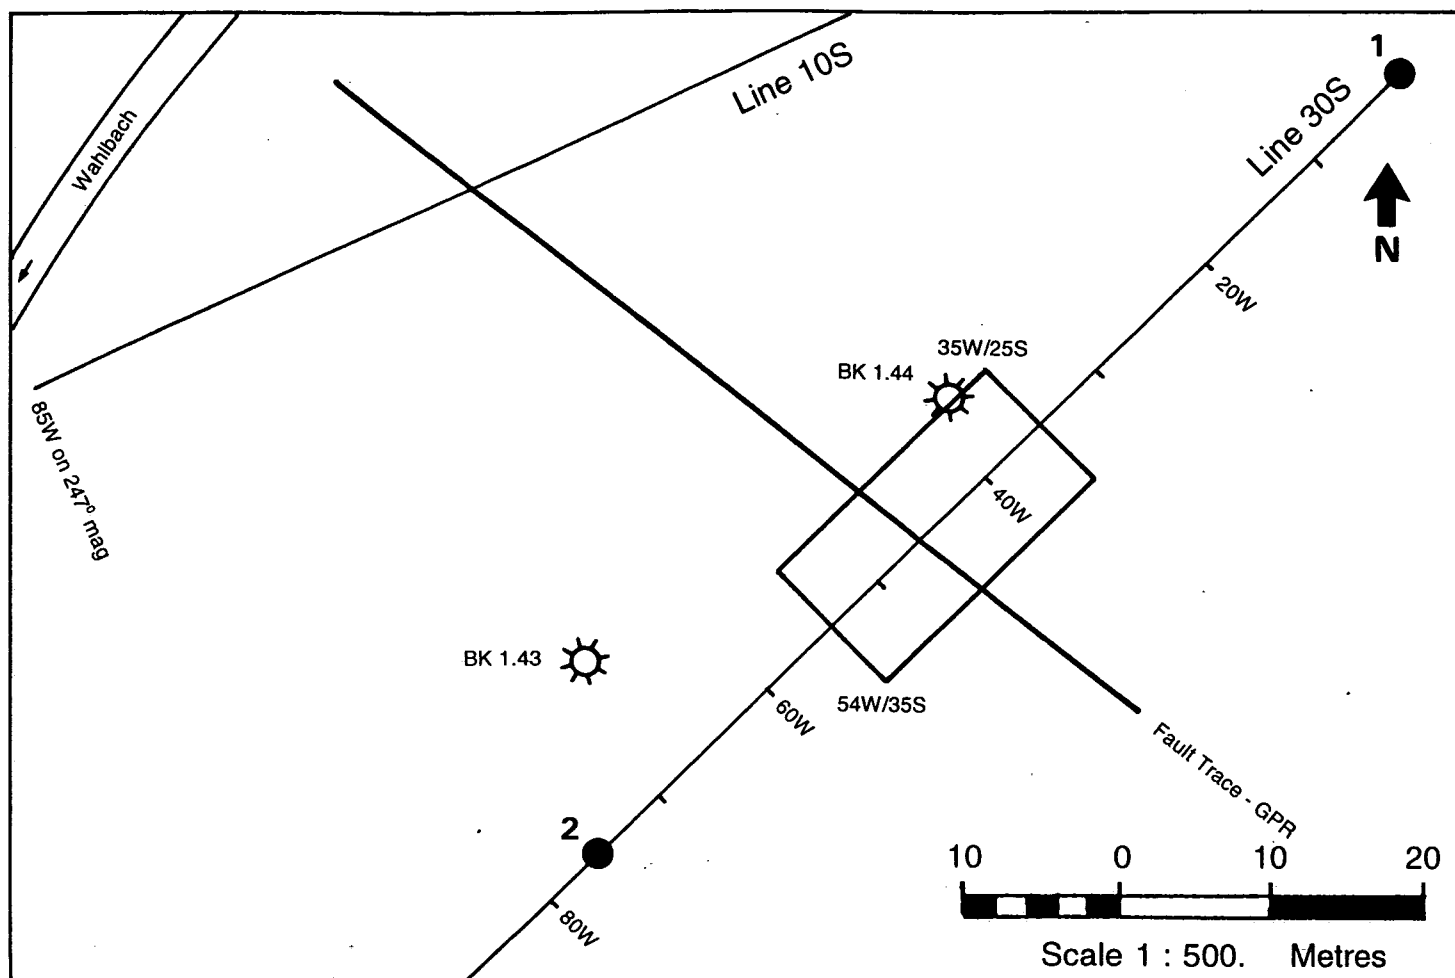 1
Line 10S
Line 30S
Wahlbach
N
20W
35W/25S
BK 1.44
85W on 247º mag
40W
BK 1.43
54W/35S
60W
Fault Trace - GPR
2
80W
10 0 10 20
Scale 1 : 500. Metres